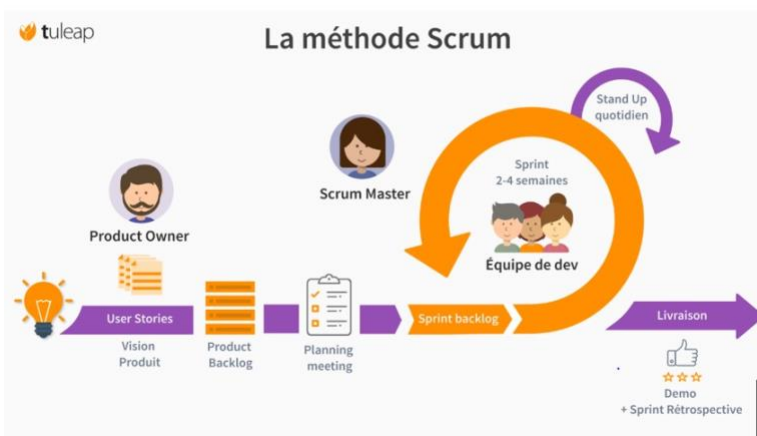 tuleap
La méthode Scrum
Stand Up
quotidien
Sprint
2-4 semaines
Scrum Master
Product Owner
Équipe de dev
User Stories
Sprint backlog
Livraison
Vision
Produit
Product
Backlog
Planning
meeting
Demo
+ Sprint Rétrospective